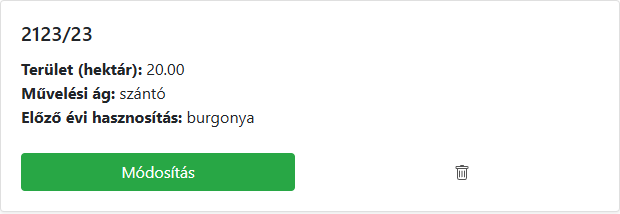 2123/23
Terület (hektár): 20.00
Művelési ág: szántó
Előző évi hasznosítás: burgonya
Módosítás